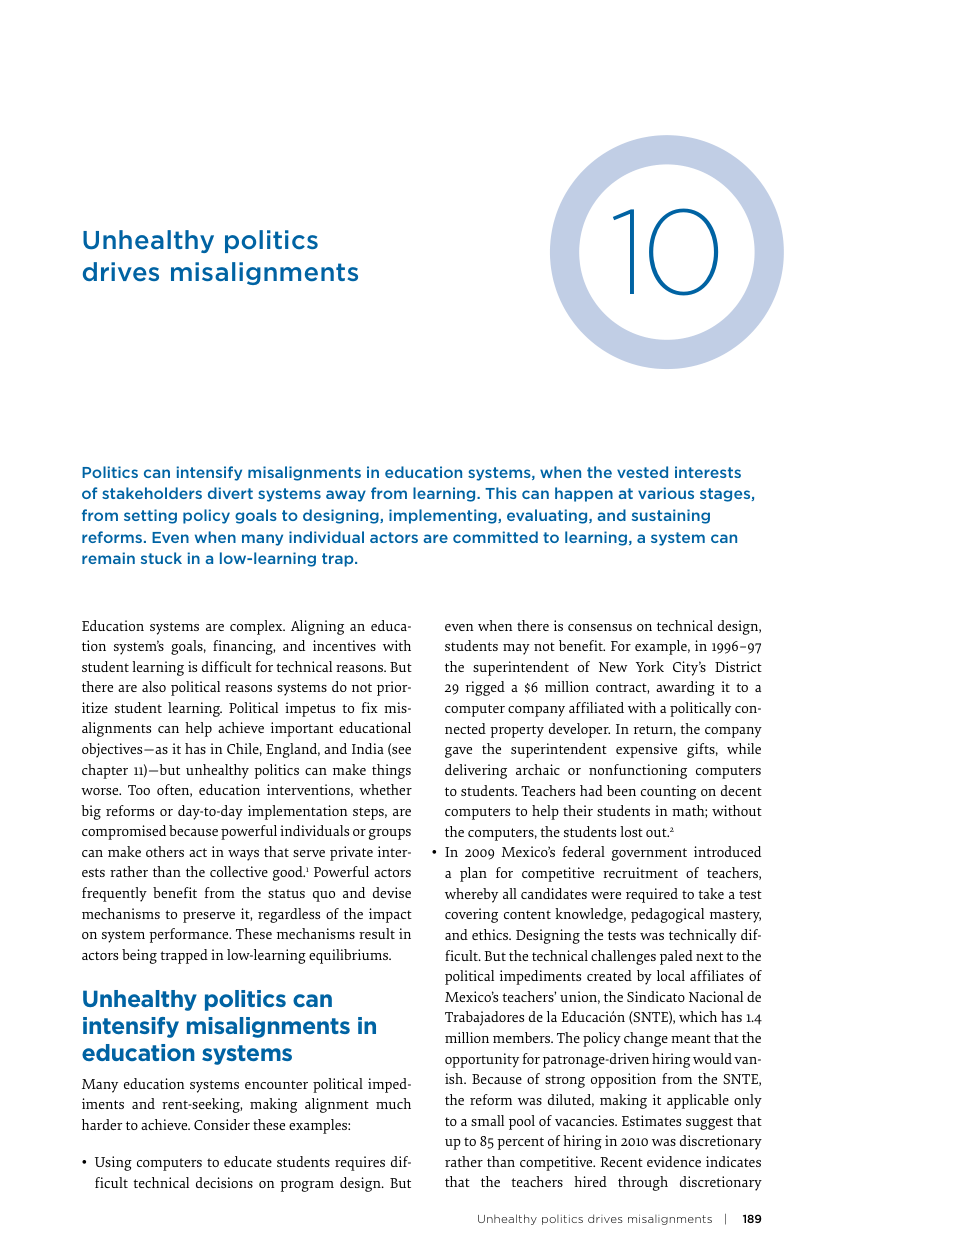 Unhealthy politics
drives misalignments
10
Politics can intensify misalignments in education systems, when the vested interests
of stakeholders divert systems away from learning. This can happen at various stages,
from setting policy goals to designing, implementing, evaluating, and sustaining
reforms. Even when many individual actors are committed to learning, a system can
remain stuck in a low-learning trap.
Education systems are complex. Aligning an educa-
tion system’s goals, financing, and incentives with
student learning is difficult for technical reasons. But
there are also political reasons systems do not prior-
itize student learning. Political impetus to fix mis-
alignments can help achieve important educational
objectives—as it has in Chile, England, and India (see
chapter 11)—but unhealthy politics can make things
worse. Too often, education interventions, whether
big reforms or day-to-day implementation steps, are
compromised because powerful individuals or groups
can make others act in ways that serve private inter-
ests rather than the collective good.¹ Powerful actors
frequently benefit from the status quo and devise
mechanisms to preserve it, regardless of the impact
on system performance. These mechanisms result in
actors being trapped in low-learning equilibriums.
Unhealthy politics can
intensify misalignments in
education systems
Many education systems encounter political imped-
iments and rent-seeking, making alignment much
harder to achieve. Consider these examples:
• Using computers to educate students requires dif-
ficult technical decisions on program design. But
even when there is consensus on technical design,
students may not benefit. For example, in 1996–97
the superintendent of New York City’s District
29 rigged a $6 million contract, awarding it to a
computer company affiliated with a politically con-
nected property developer. In return, the company
gave the superintendent expensive gifts, while
delivering archaic or nonfunctioning computers
to students. Teachers had been counting on decent
computers to help their students in math; without
the computers, the students lost out.²
• In 2009 Mexico’s federal government introduced
a plan for competitive recruitment of teachers,
whereby all candidates were required to take a test
covering content knowledge, pedagogical mastery,
and ethics. Designing the tests was technically dif-
ficult. But the technical challenges paled next to the
political impediments created by local affiliates of
Mexico’s teachers’ union, the Sindicato Nacional de
Trabajadores de la Educación (SNTE), which has 1.4
million members. The policy change meant that the
opportunity for patronage-driven hiring would van-
ish. Because of strong opposition from the SNTE,
the reform was diluted, making it applicable only
to a small pool of vacancies. Estimates suggest that
up to 85 percent of hiring in 2010 was discretionary
rather than competitive. Recent evidence indicates
that the teachers hired through discretionary
Unhealthy politics drives misalignments | 189